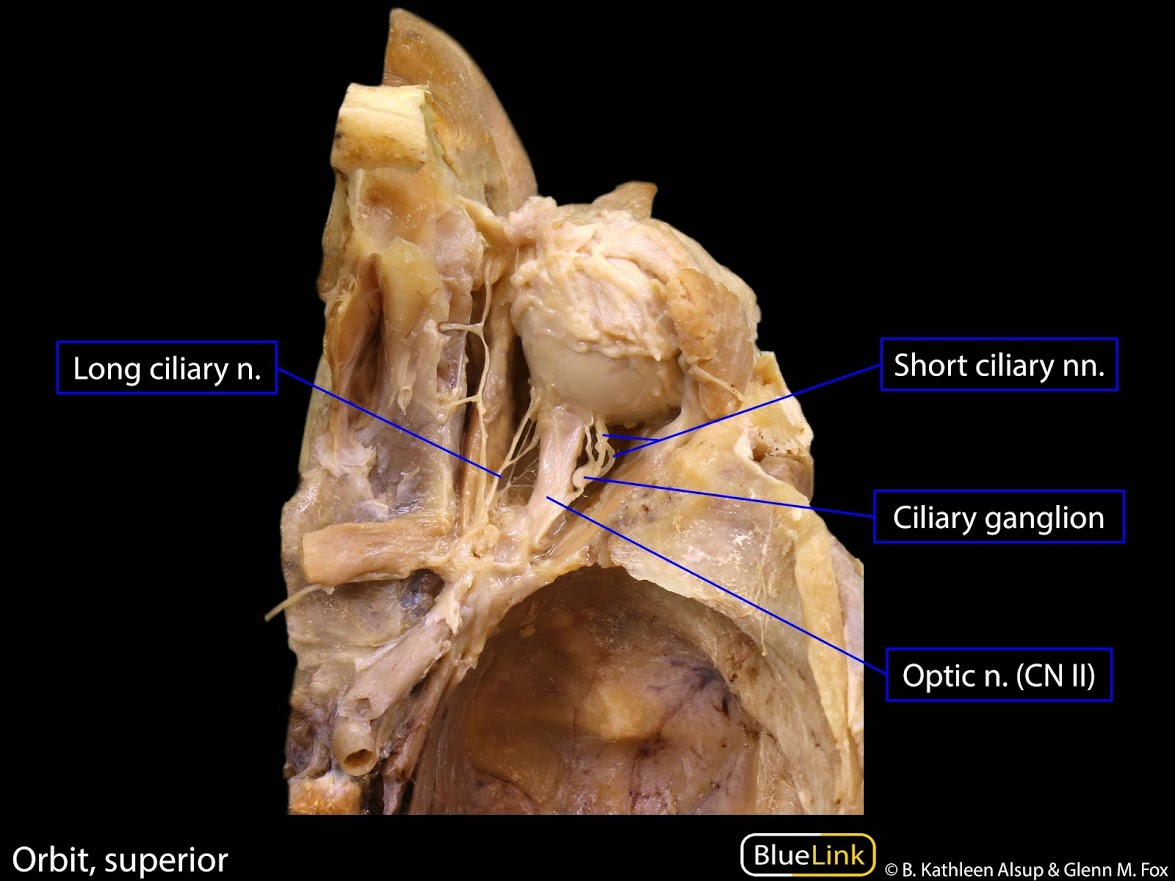 Long ciliary n.
Short ciliary nn.
Ciliary ganglion
Optic n. (CN II)
Orbit, superior
BlueLink
© B. Kathleen Alsup & Glenn M. Fox